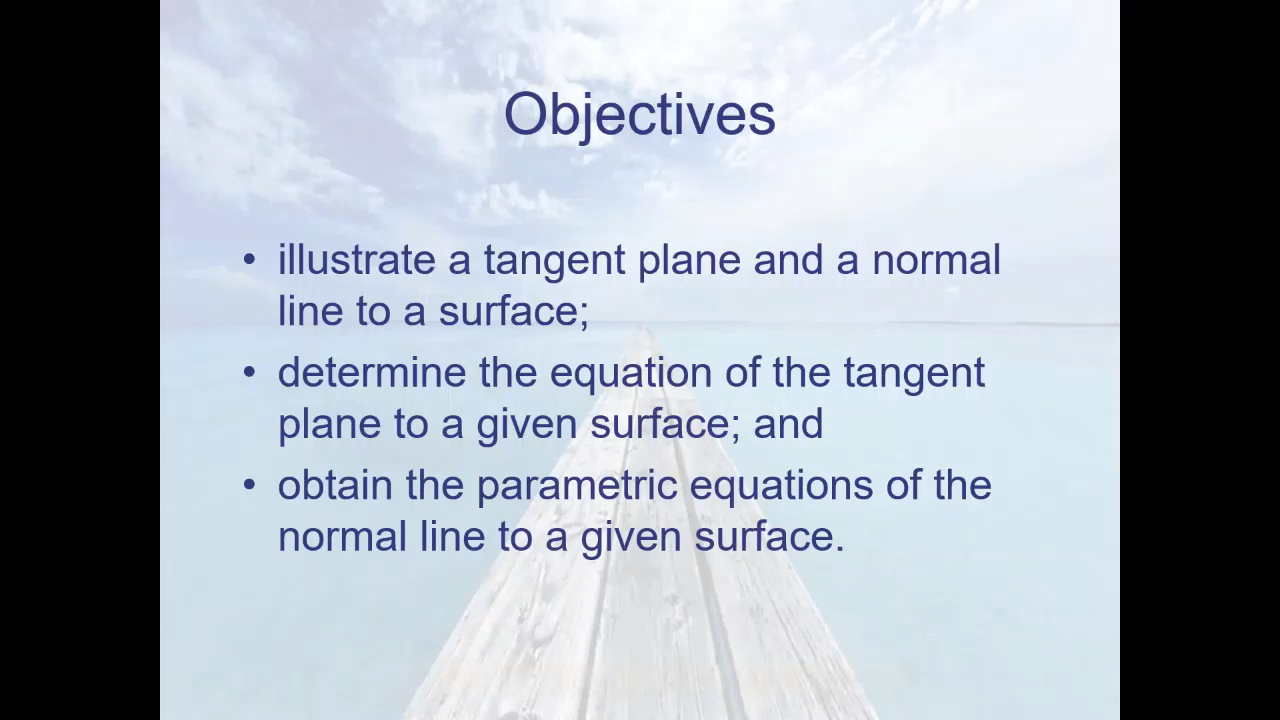 Objectives
• illustrate a tangent plane and a normal
line to a surface;
• determine the equation of the tangent
plane to a given surface; and
• obtain the parametric equations of the
normal line to a given surface.